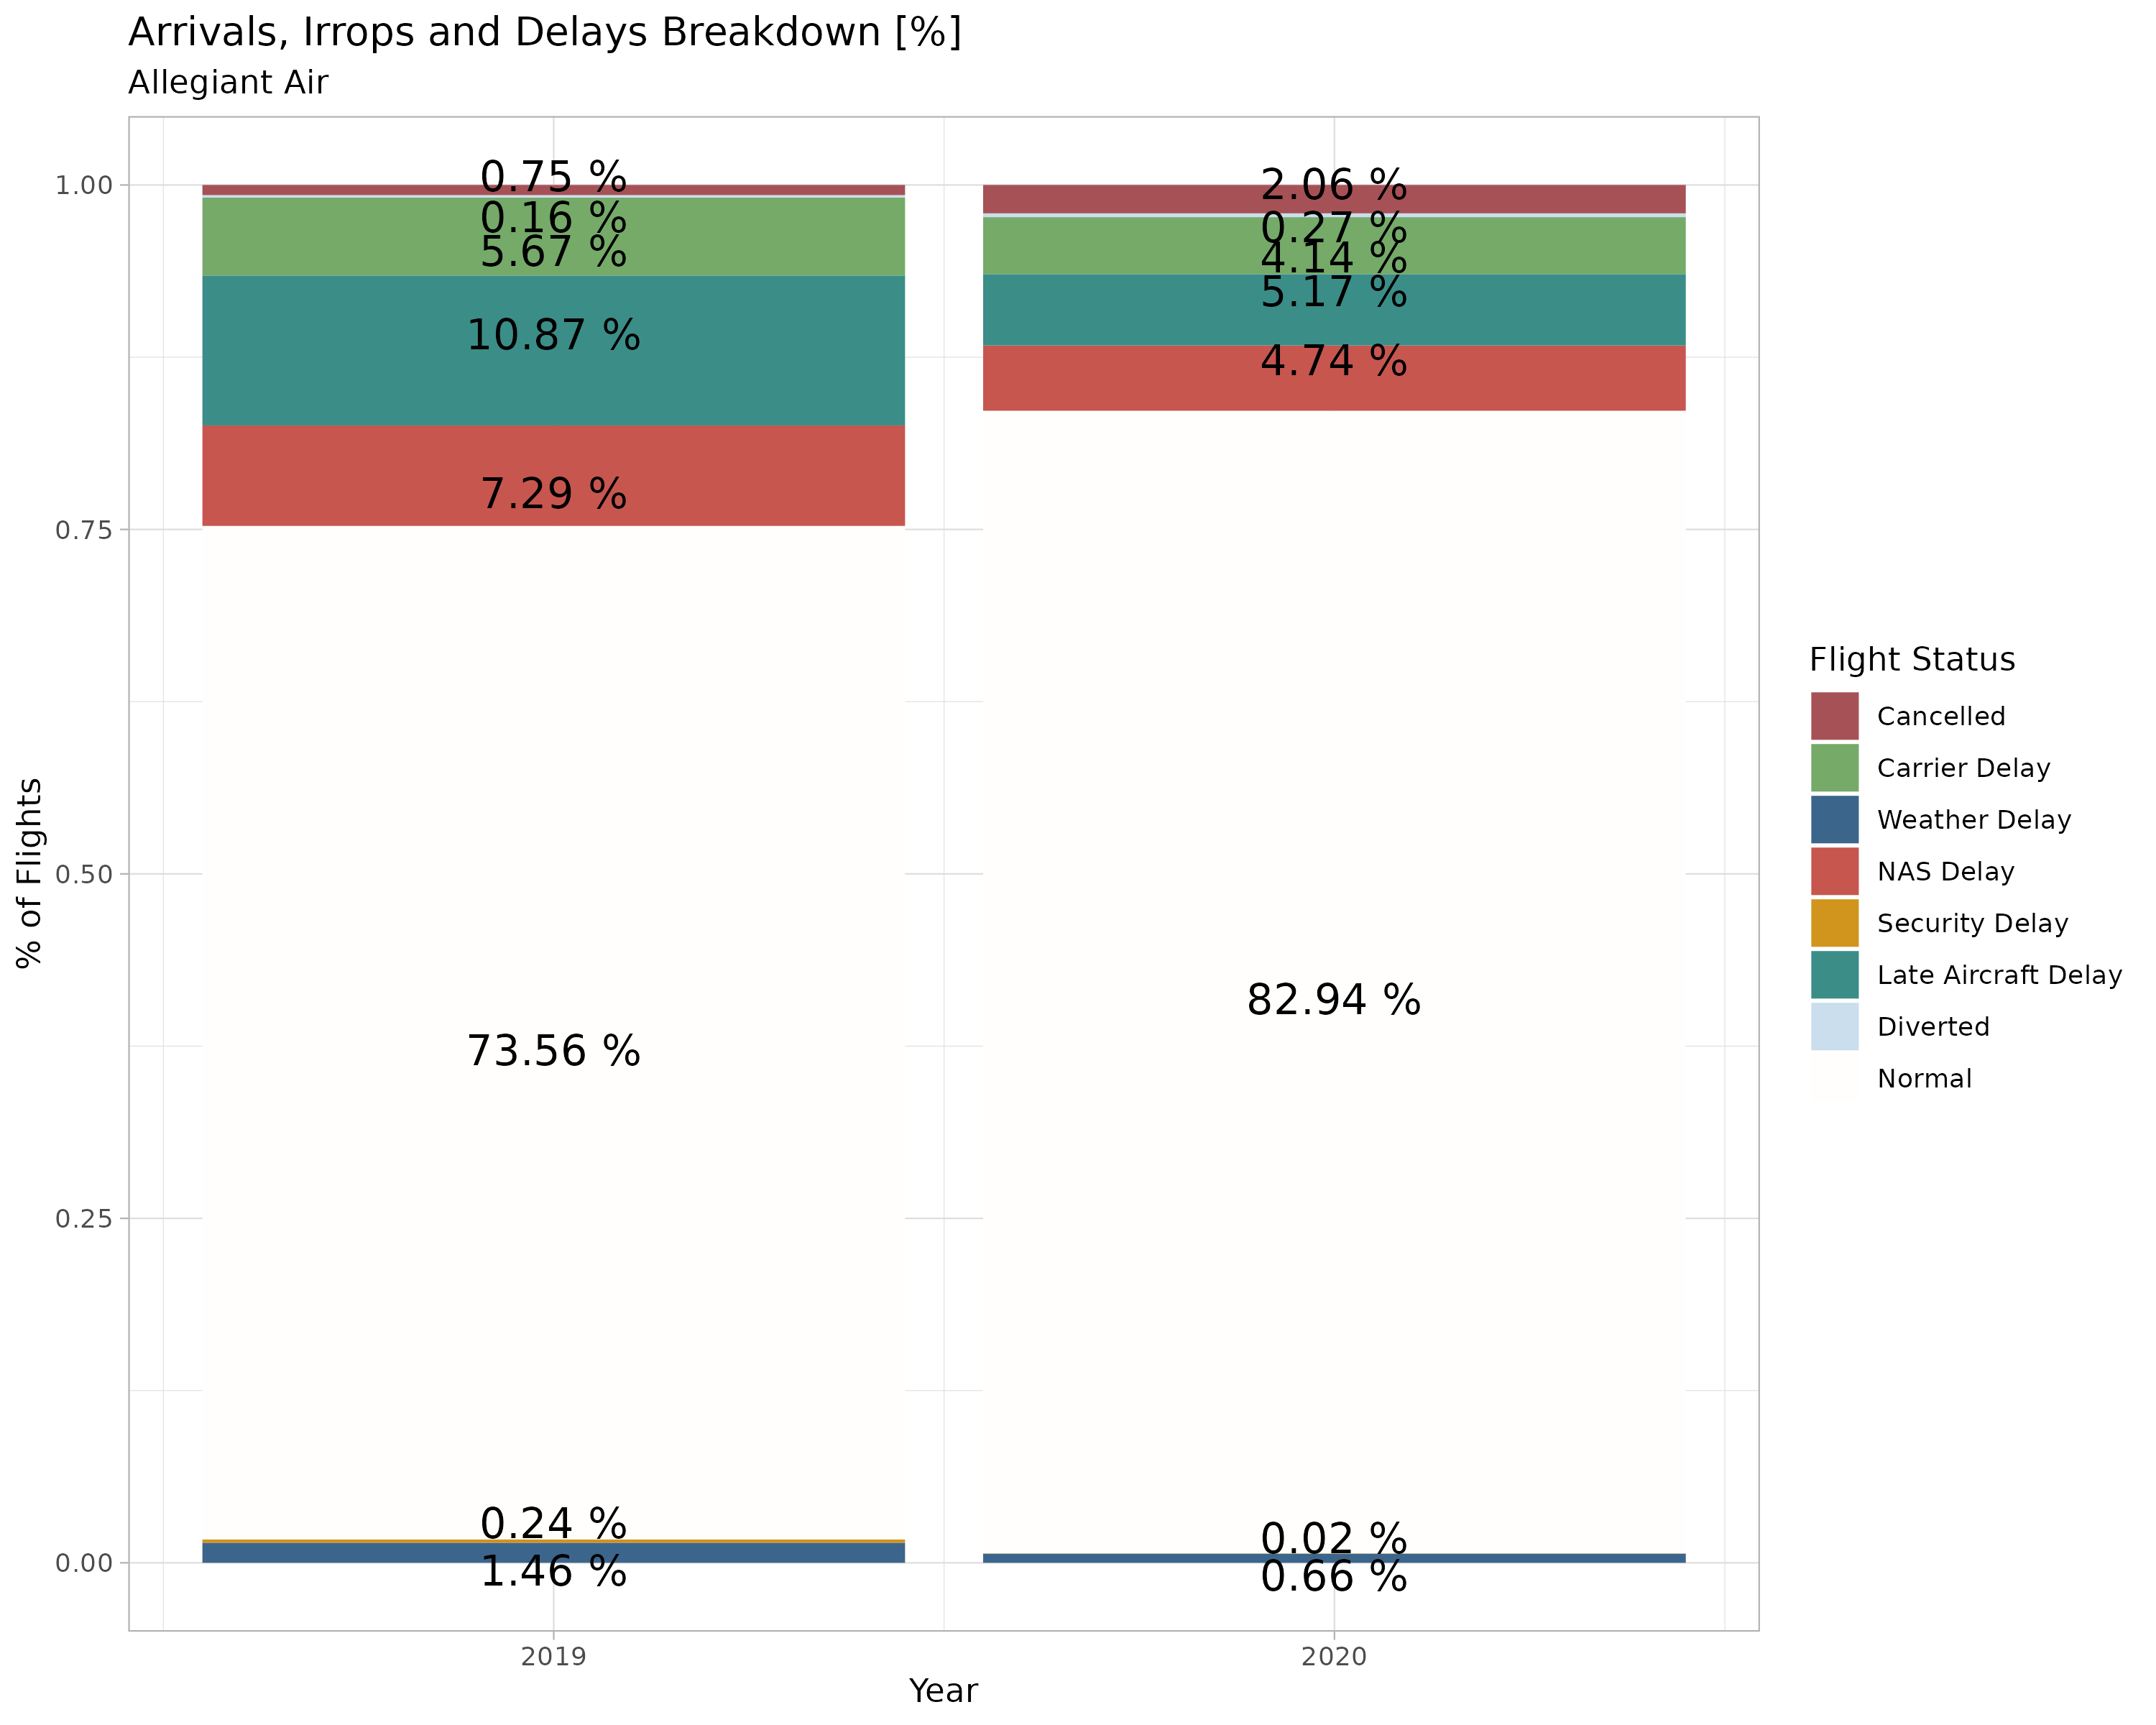 Arrivals, Irrops and Delays Breakdown [%]
Allegiant Air
% of Flights
1.00
0.75
0.50
0.25
0.00
0.75 %
0.16 %
5.67 %
10.87 %
7.29 %
73.56 %
0.24 %
1.46 %
2.06 %
0.27 %
4.14 %
5.17 %
4.74 %
82.94 %
0.02 %
0.66 %
2019
2020
Year
Flight Status
Cancelled
Carrier Delay
Weather Delay
NAS Delay
Security Delay
Late Aircraft Delay
Diverted
Normal